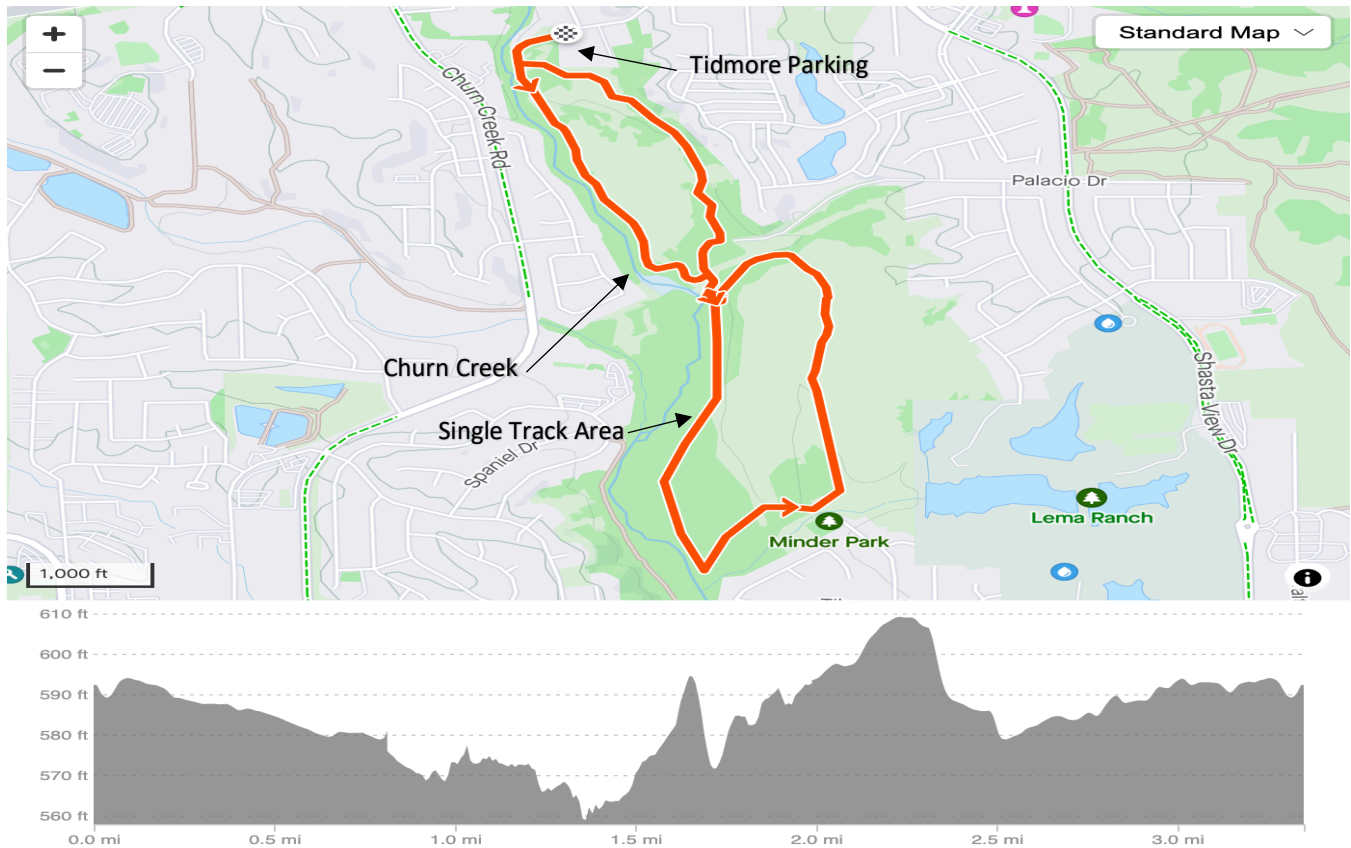 +
−
Standard Map
Tidmore Parking
Churn Creek Rd
Palacio Dr
Churn Creek
Single Track Area
Spaniel Dr
Shasta View Dr
Lema Ranch
Minder Park
1,000 ft
610 ft
600 ft
590 ft
580 ft
570 ft
560 ft
0.0 mi
0.5 mi
1.0 mi
1.5 mi
2.0 mi
2.5 mi
3.0 mi